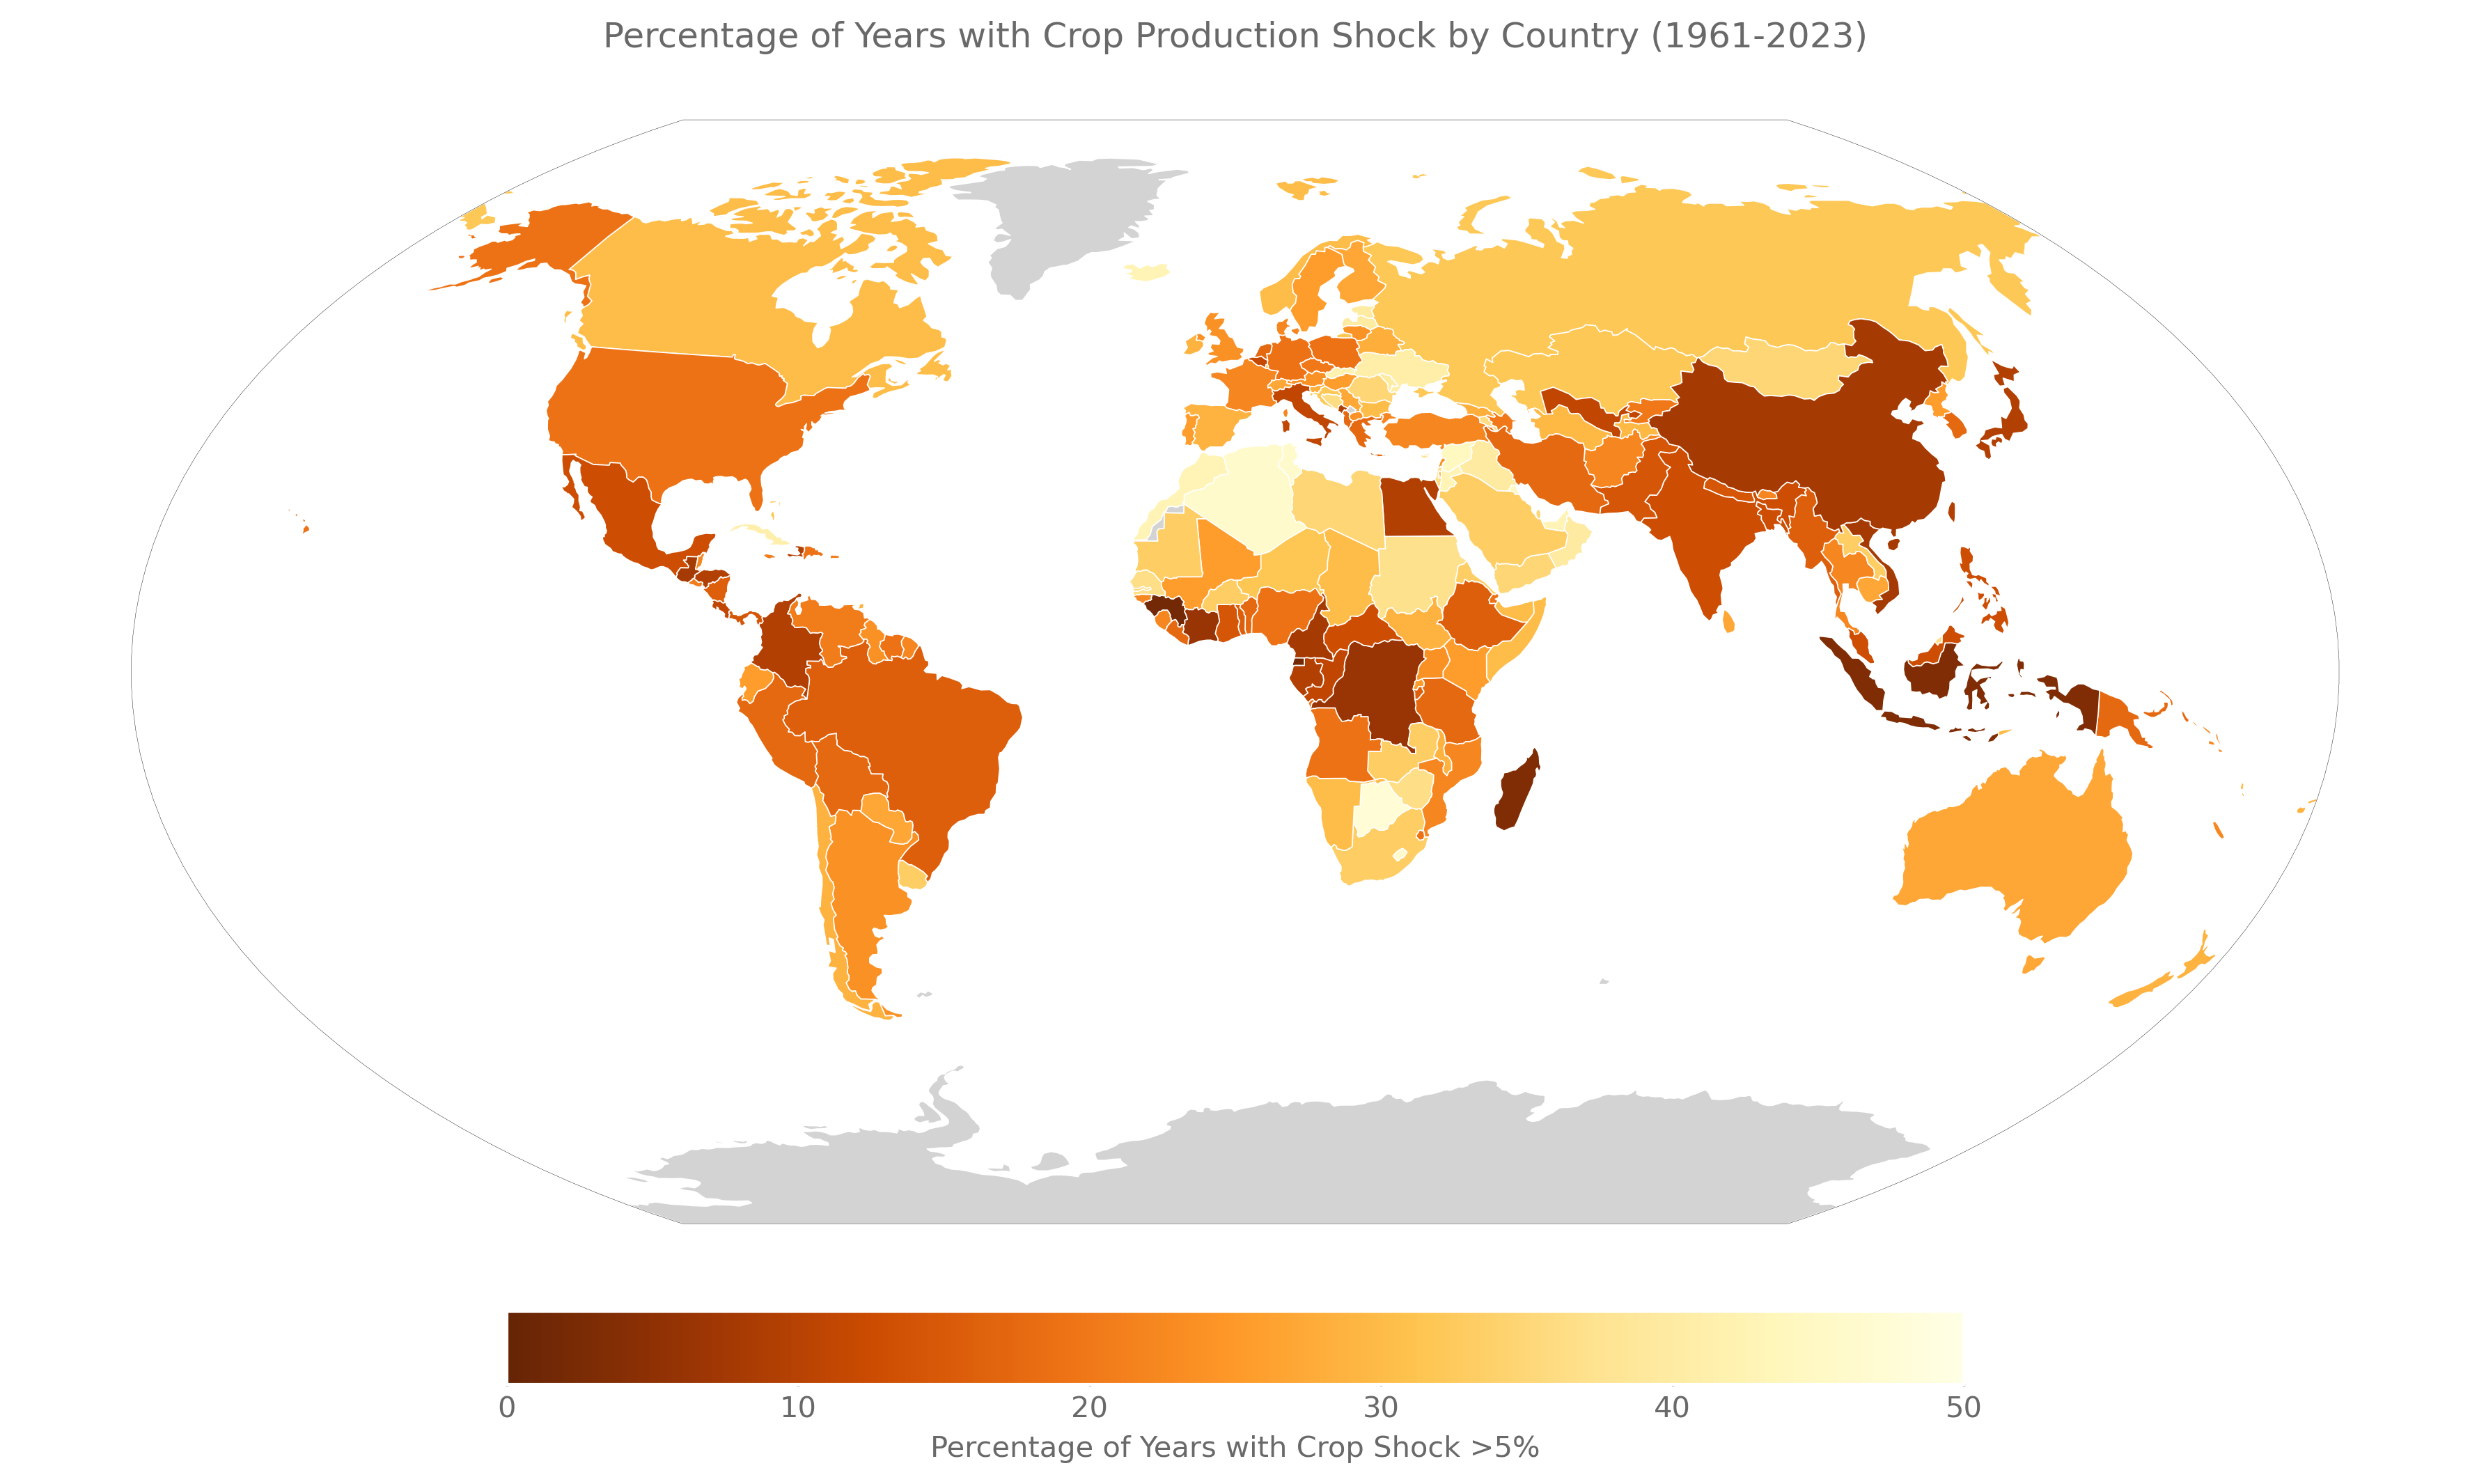 Percentage of Years with Crop Production Shock by Country (1961-2023)
0 10 20 30 40 50
Percentage of Years with Crop Shock >5%